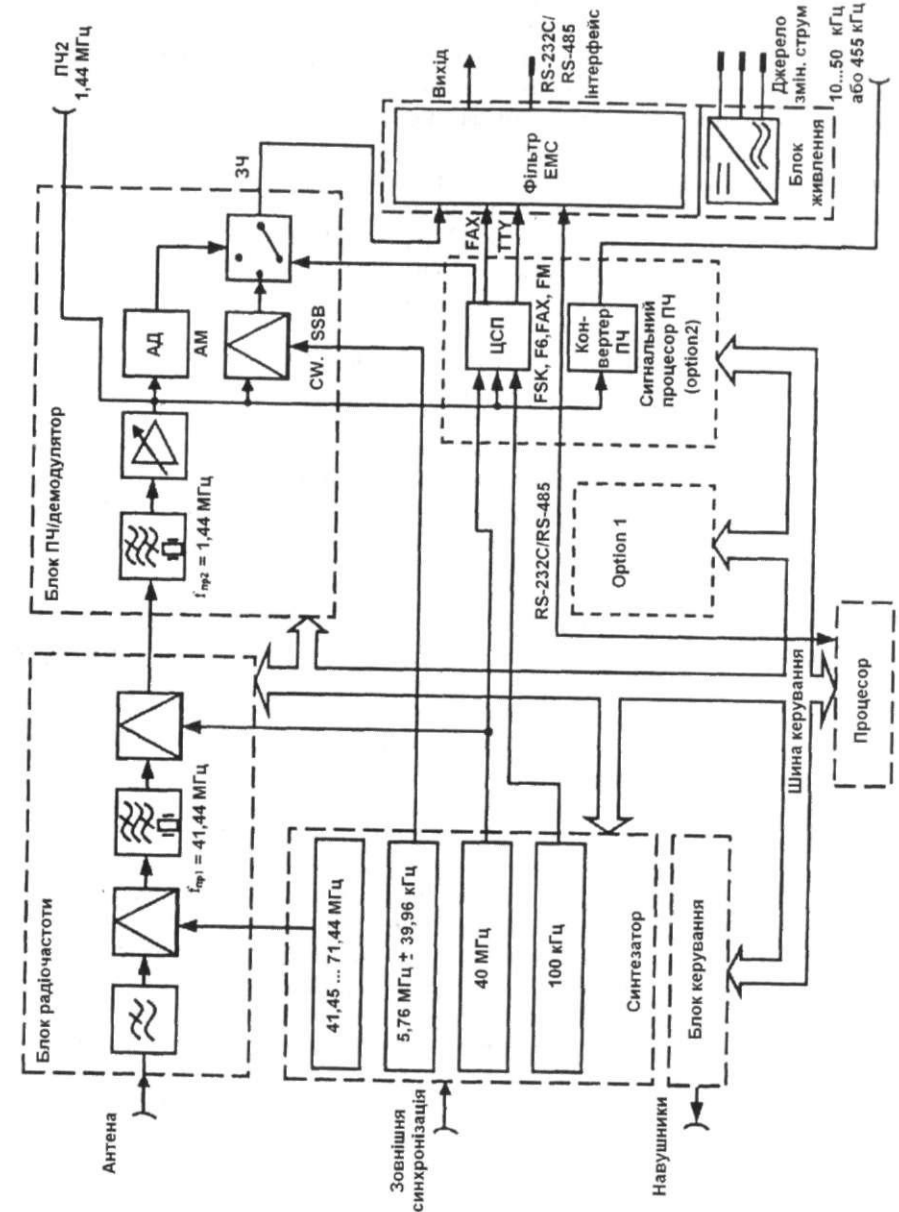 Антена
Блок радіочастоти
fпр1 = 41,44 МГц
Блок ПЧ/демодулятор
fпр2 = 1,44 МГц
АД
АМ
CW. SSB
ЗЧ
ПЧ2
1,44 МГц
Зовнішня
синхронізація
41,45 ... 71,44 МГц
5,76 МГц ± 39,96 кГц
40 МГц
100 кГц
Синтезатор
ЦСП
FAX
TTY
FSK, F6,FAX, FM
Кон-
вертер
ПЧ
Сигнальний
процесор ПЧ
(option2)
Фільтр
ЕМС
Вихід
RS-232C/
RS-485
Інтерфейс
RS-232C/RS-485
Option 1
Блок
живлення
Джерело
змін. струм
10...50 кГц
або 455 кГц
Навушники
Блок керування
Шина керування
Процесор